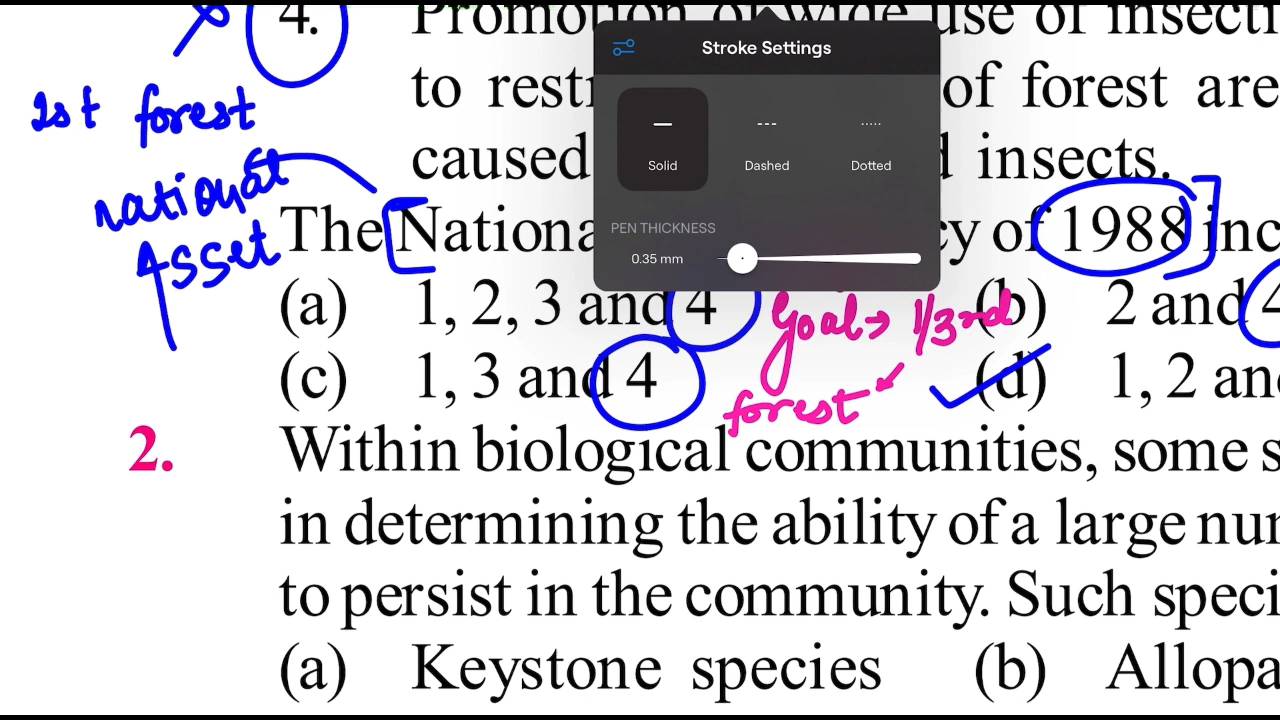 4. Promotion of wide use of insecti
to rest of forest are
1st forest
caused insects.
national
Asset
The Nationa cy of 1988 inc
(a) 1, 2, 3 and 4 (b) 2 and 4
Goal → 1/3rd
forest
(c) 1, 3 and 4 (d) 1, 2 an
2. Within biological communities, some s
in determining the ability of a large nu
to persist in the community. Such speci
(a) Keystone species (b) Allopa
Stroke Settings
Solid Dashed Dotted
PEN THICKNESS
0.35 mm